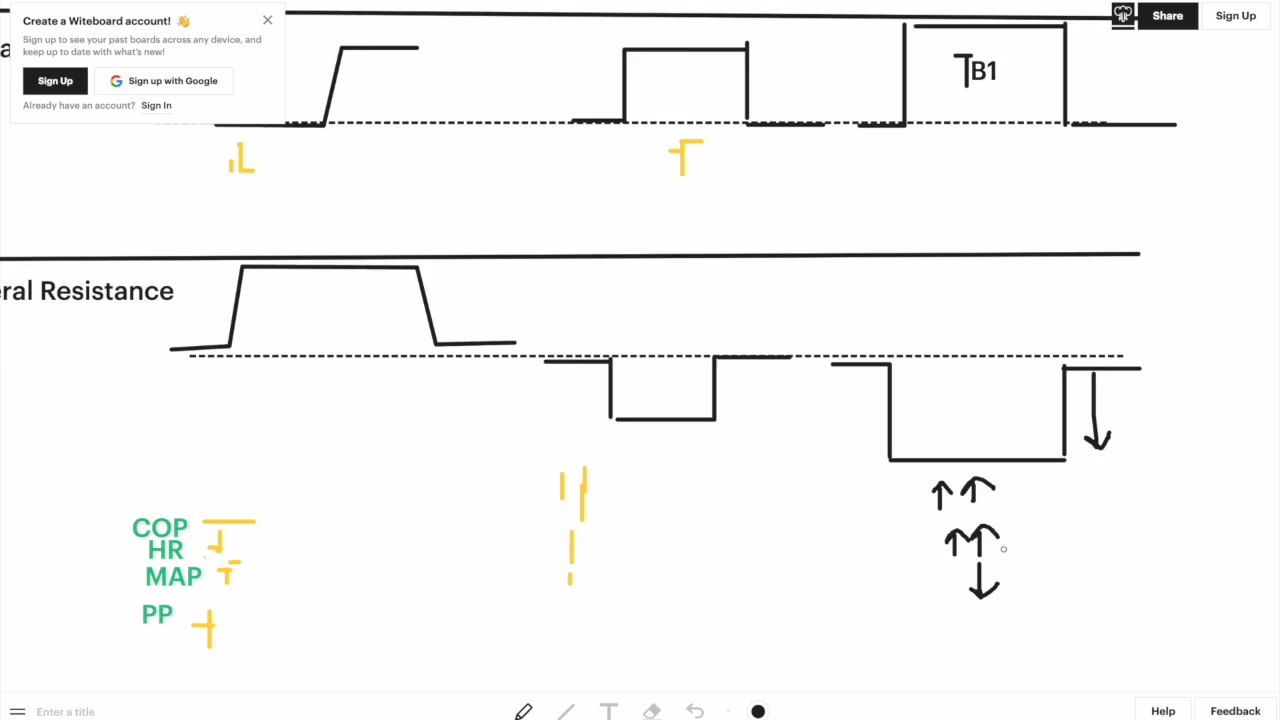 Create a Witeboard account! 👋
Sign up to see your past boards across any device, and
keep up to date with what's new!
Sign Up
Sign up with Google
Already have an account? Sign In
Share
Sign Up
B1
eral Resistance
COP
HR
MAP
PP
Enter a title
T
Help
Feedback